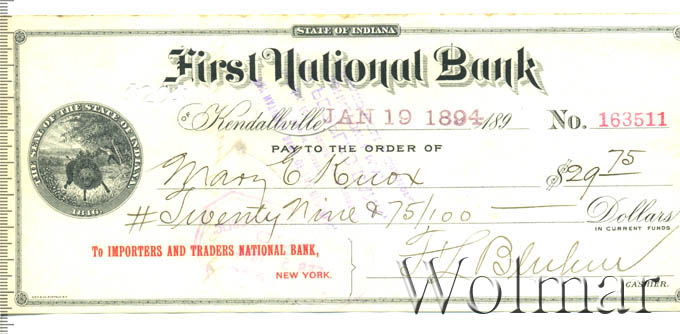 STATE OF INDIANA
First National Bank
of Kendallville JAN 19 1894 189 No. 163511
PAY TO THE ORDER OF
Mary E Knox $29 75
# Twenty Nine & 75/100 Dollars
IN CURRENT FUNDS
To IMPORTERS AND TRADERS NATIONAL BANK,
NEW YORK.
CASHIER.
THE SEAL OF THE STATE OF INDIANA
1816
Wolmar